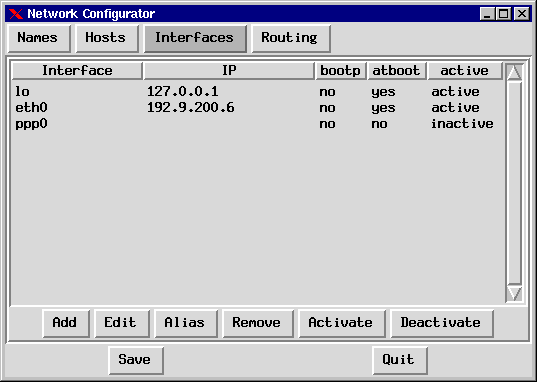 Network Configurator
Names Hosts Interfaces Routing
Interface IP bootp atboot active
lo 127.0.0.1 no yes active
eth0 192.9.200.6 no yes active
ppp0 no no inactive
Add Edit Alias Remove Activate Deactivate
Save Quit